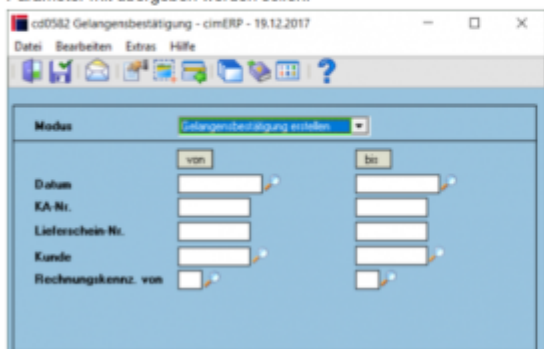 Parameter mit übergeben werden sollen.
cd0582 Gelangensbestätigung - cimERP - 19.12.2017
Datei Bearbeiten Extras Hilfe
Modus Gelangensbestätigung erstellen
von bis
Datum
KA-Nr.
Lieferschein-Nr.
Kunde
Rechnungskennz. von